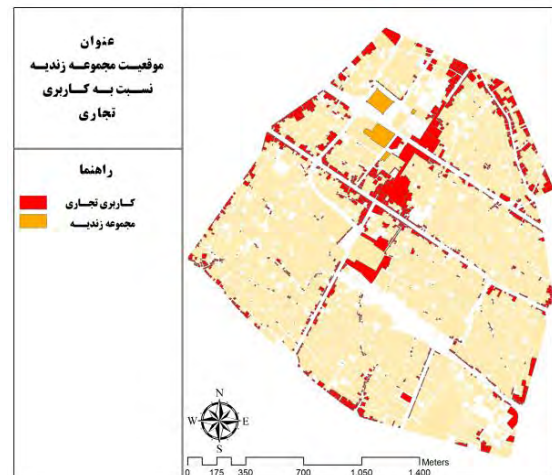 عنوان
موقعیت مجموعه زندیه
نسبت به کاربری
تجاری
راهنما
کاربری تجاری
مجموعه زندیه
N
W E
S
Meters
0 175 350 700 1,050 1,400